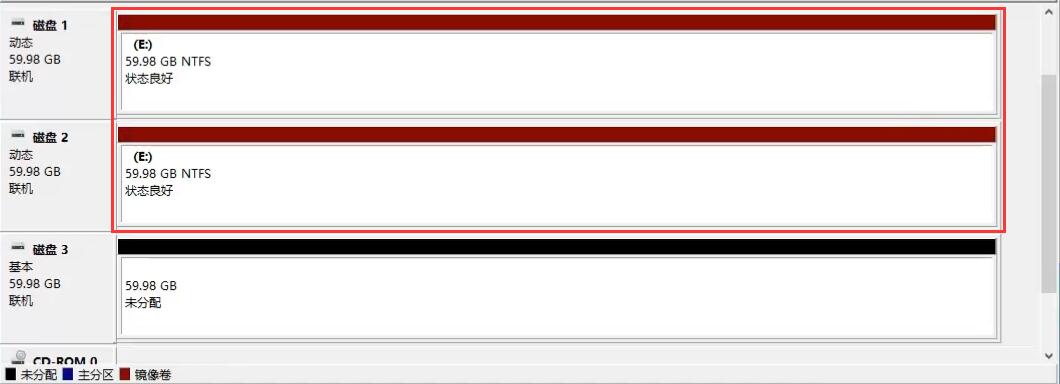 磁盘 1
动态
59.98 GB
联机
(E:)
59.98 GB NTFS
状态良好
磁盘 2
动态
59.98 GB
联机
(E:)
59.98 GB NTFS
状态良好
磁盘 3
基本
59.98 GB
联机
59.98 GB
未分配
CD-ROM 0
未分配 主分区 镜像卷